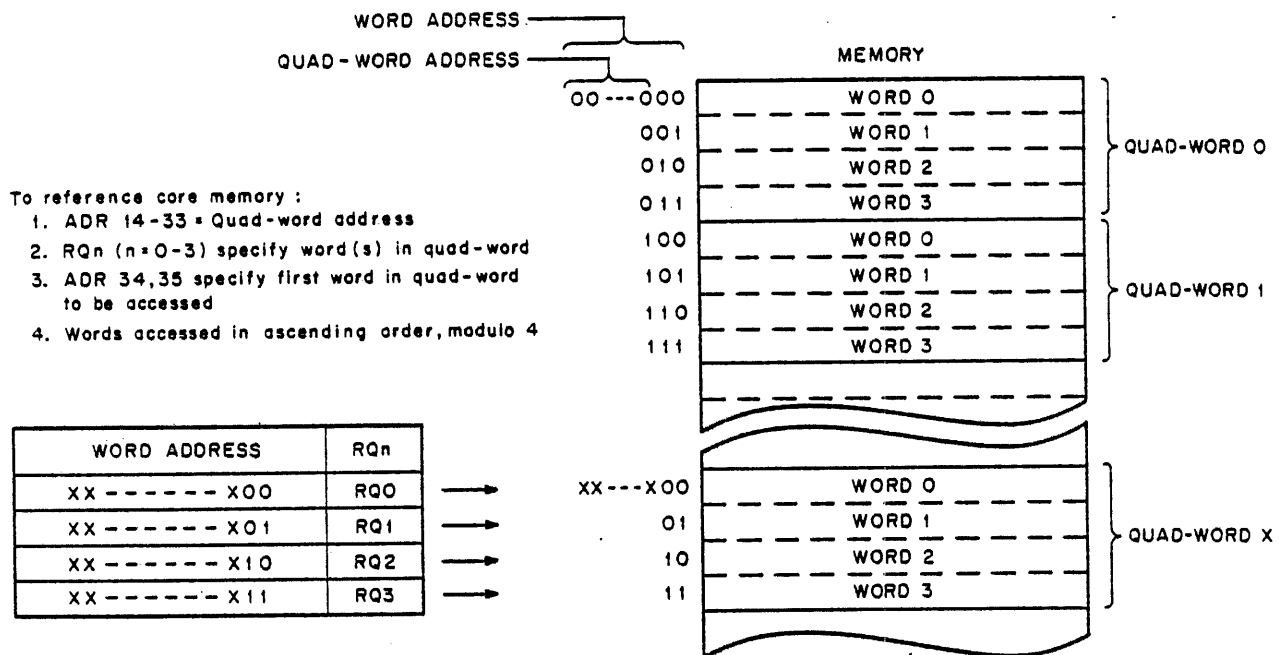 WORD ADDRESS
QUAD-WORD ADDRESS
MEMORY
00---000 WORD 0
001 WORD 1
010 WORD 2
011 WORD 3
QUAD-WORD 0
100 WORD 0
101 WORD 1
110 WORD 2
111 WORD 3
QUAD-WORD 1
To reference core memory :
1. ADR 14-33 = Quad-word address
2. RQn (n=0-3) specify word(s) in quad-word
3. ADR 34,35 specify first word in quad-word
to be accessed
4. Words accessed in ascending order, modulo 4
WORD ADDRESS RQn
XX ------ X00 RQ0
XX ------ X01 RQ1
XX ------ X10 RQ2
XX ------ X11 RQ3
XX---X00 WORD 0
01 WORD 1
10 WORD 2
11 WORD 3
QUAD-WORD X